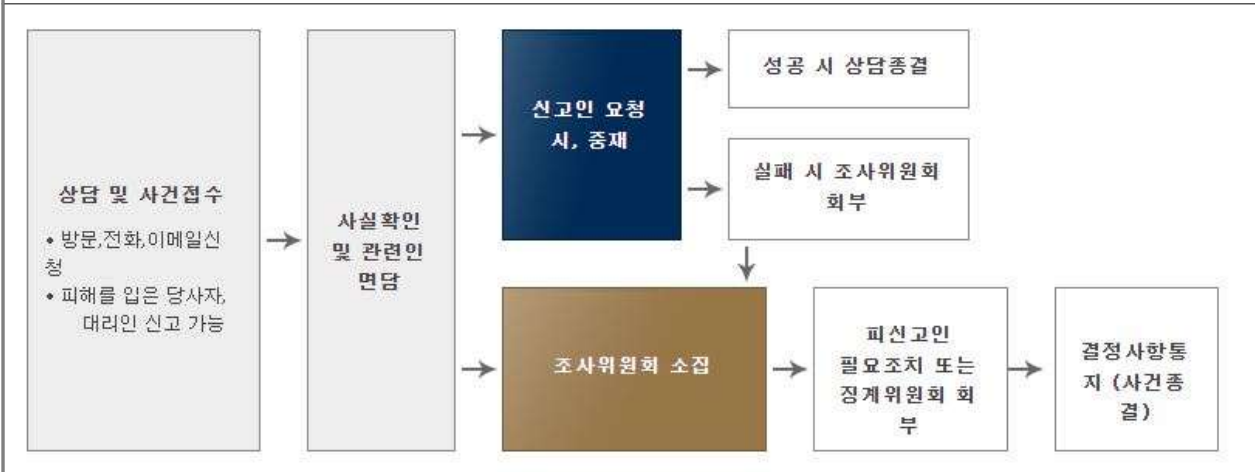 상담 및 사건접수
• 방문,전화,이메일신
청
• 피해를 입은 당사자,
대리인 신고 가능
사실확인
및 관련인
면담
신고인 요청
시, 중재
성공 시 상담종결
실패 시 조사위원회
회부
조사위원회 소집
피신고인
필요조치 또는
징계위원회 회
부
결정사항통
지 (사건종
결)